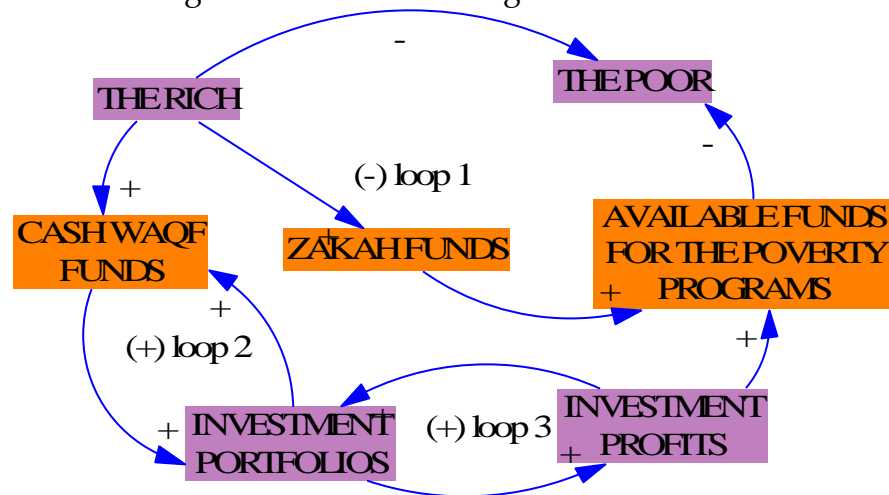 -
THE RICH
THE POOR
-
(-) loop 1
+
CASH WAQF
FUNDS
+
ZAKAH FUNDS
AVAILABLE FUNDS
FOR THE POVERTY
PROGRAMS
+
+
(+) loop 2
+
+
INVESTMENT
PORTFOLIOS
+
(+) loop 3
INVESTMENT
PROFITS
+